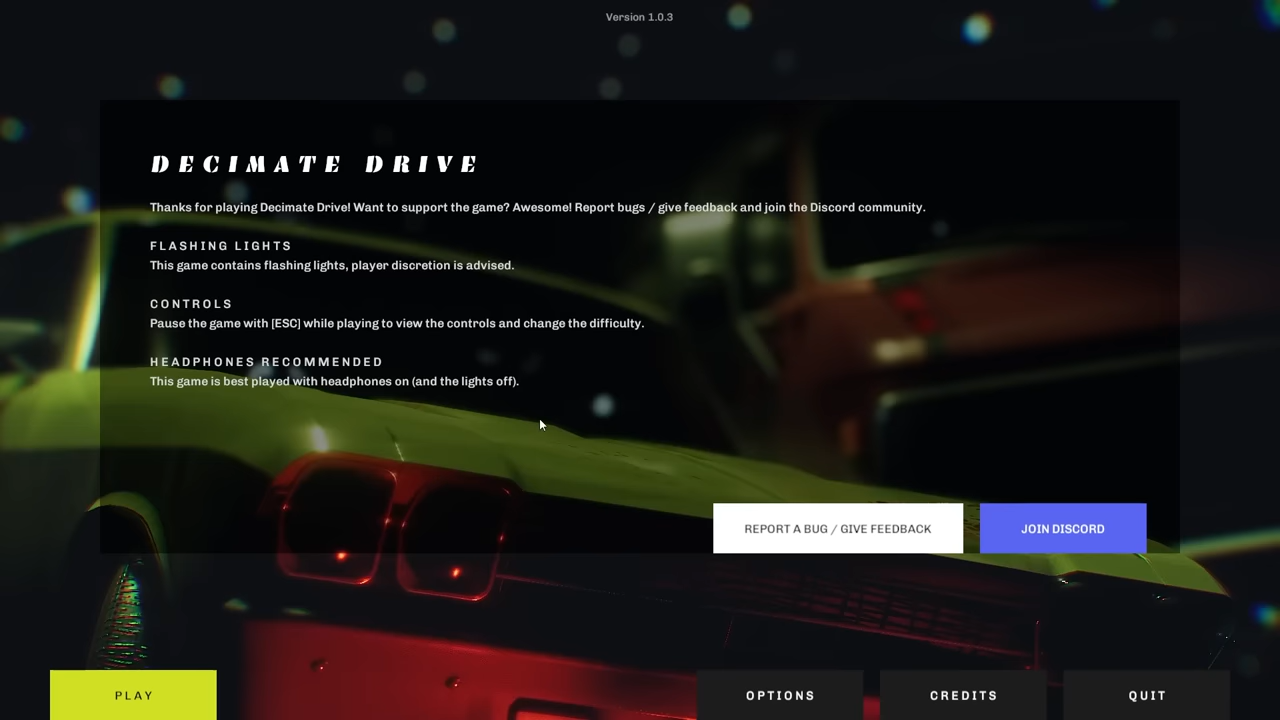 Version 1.0.3
DECIMATE DRIVE
Thanks for playing Decimate Drive! Want to support the game? Awesome! Report bugs / give feedback and join the Discord community.
FLASHING LIGHTS
This game contains flashing lights, player discretion is advised.
CONTROLS
Pause the game with [ESC] while playing to view the controls and change the difficulty.
HEADPHONES RECOMMENDED
This game is best played with headphones on (and the lights off).
REPORT A BUG / GIVE FEEDBACK
JOIN DISCORD
PLAY
OPTIONS
CREDITS
QUIT